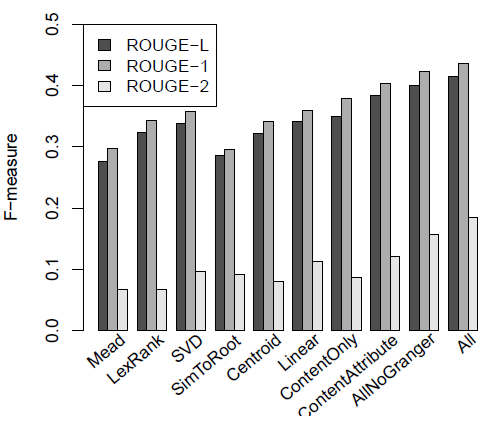 0.5
0.4
0.3
0.2
0.1
0.0
F−measure
ROUGE−L
ROUGE−1
ROUGE−2
Mead
LexRank
SVD
SimToRoot
Centroid
Linear
ContentOnly
ContentAttribute
AllNoGranger
All